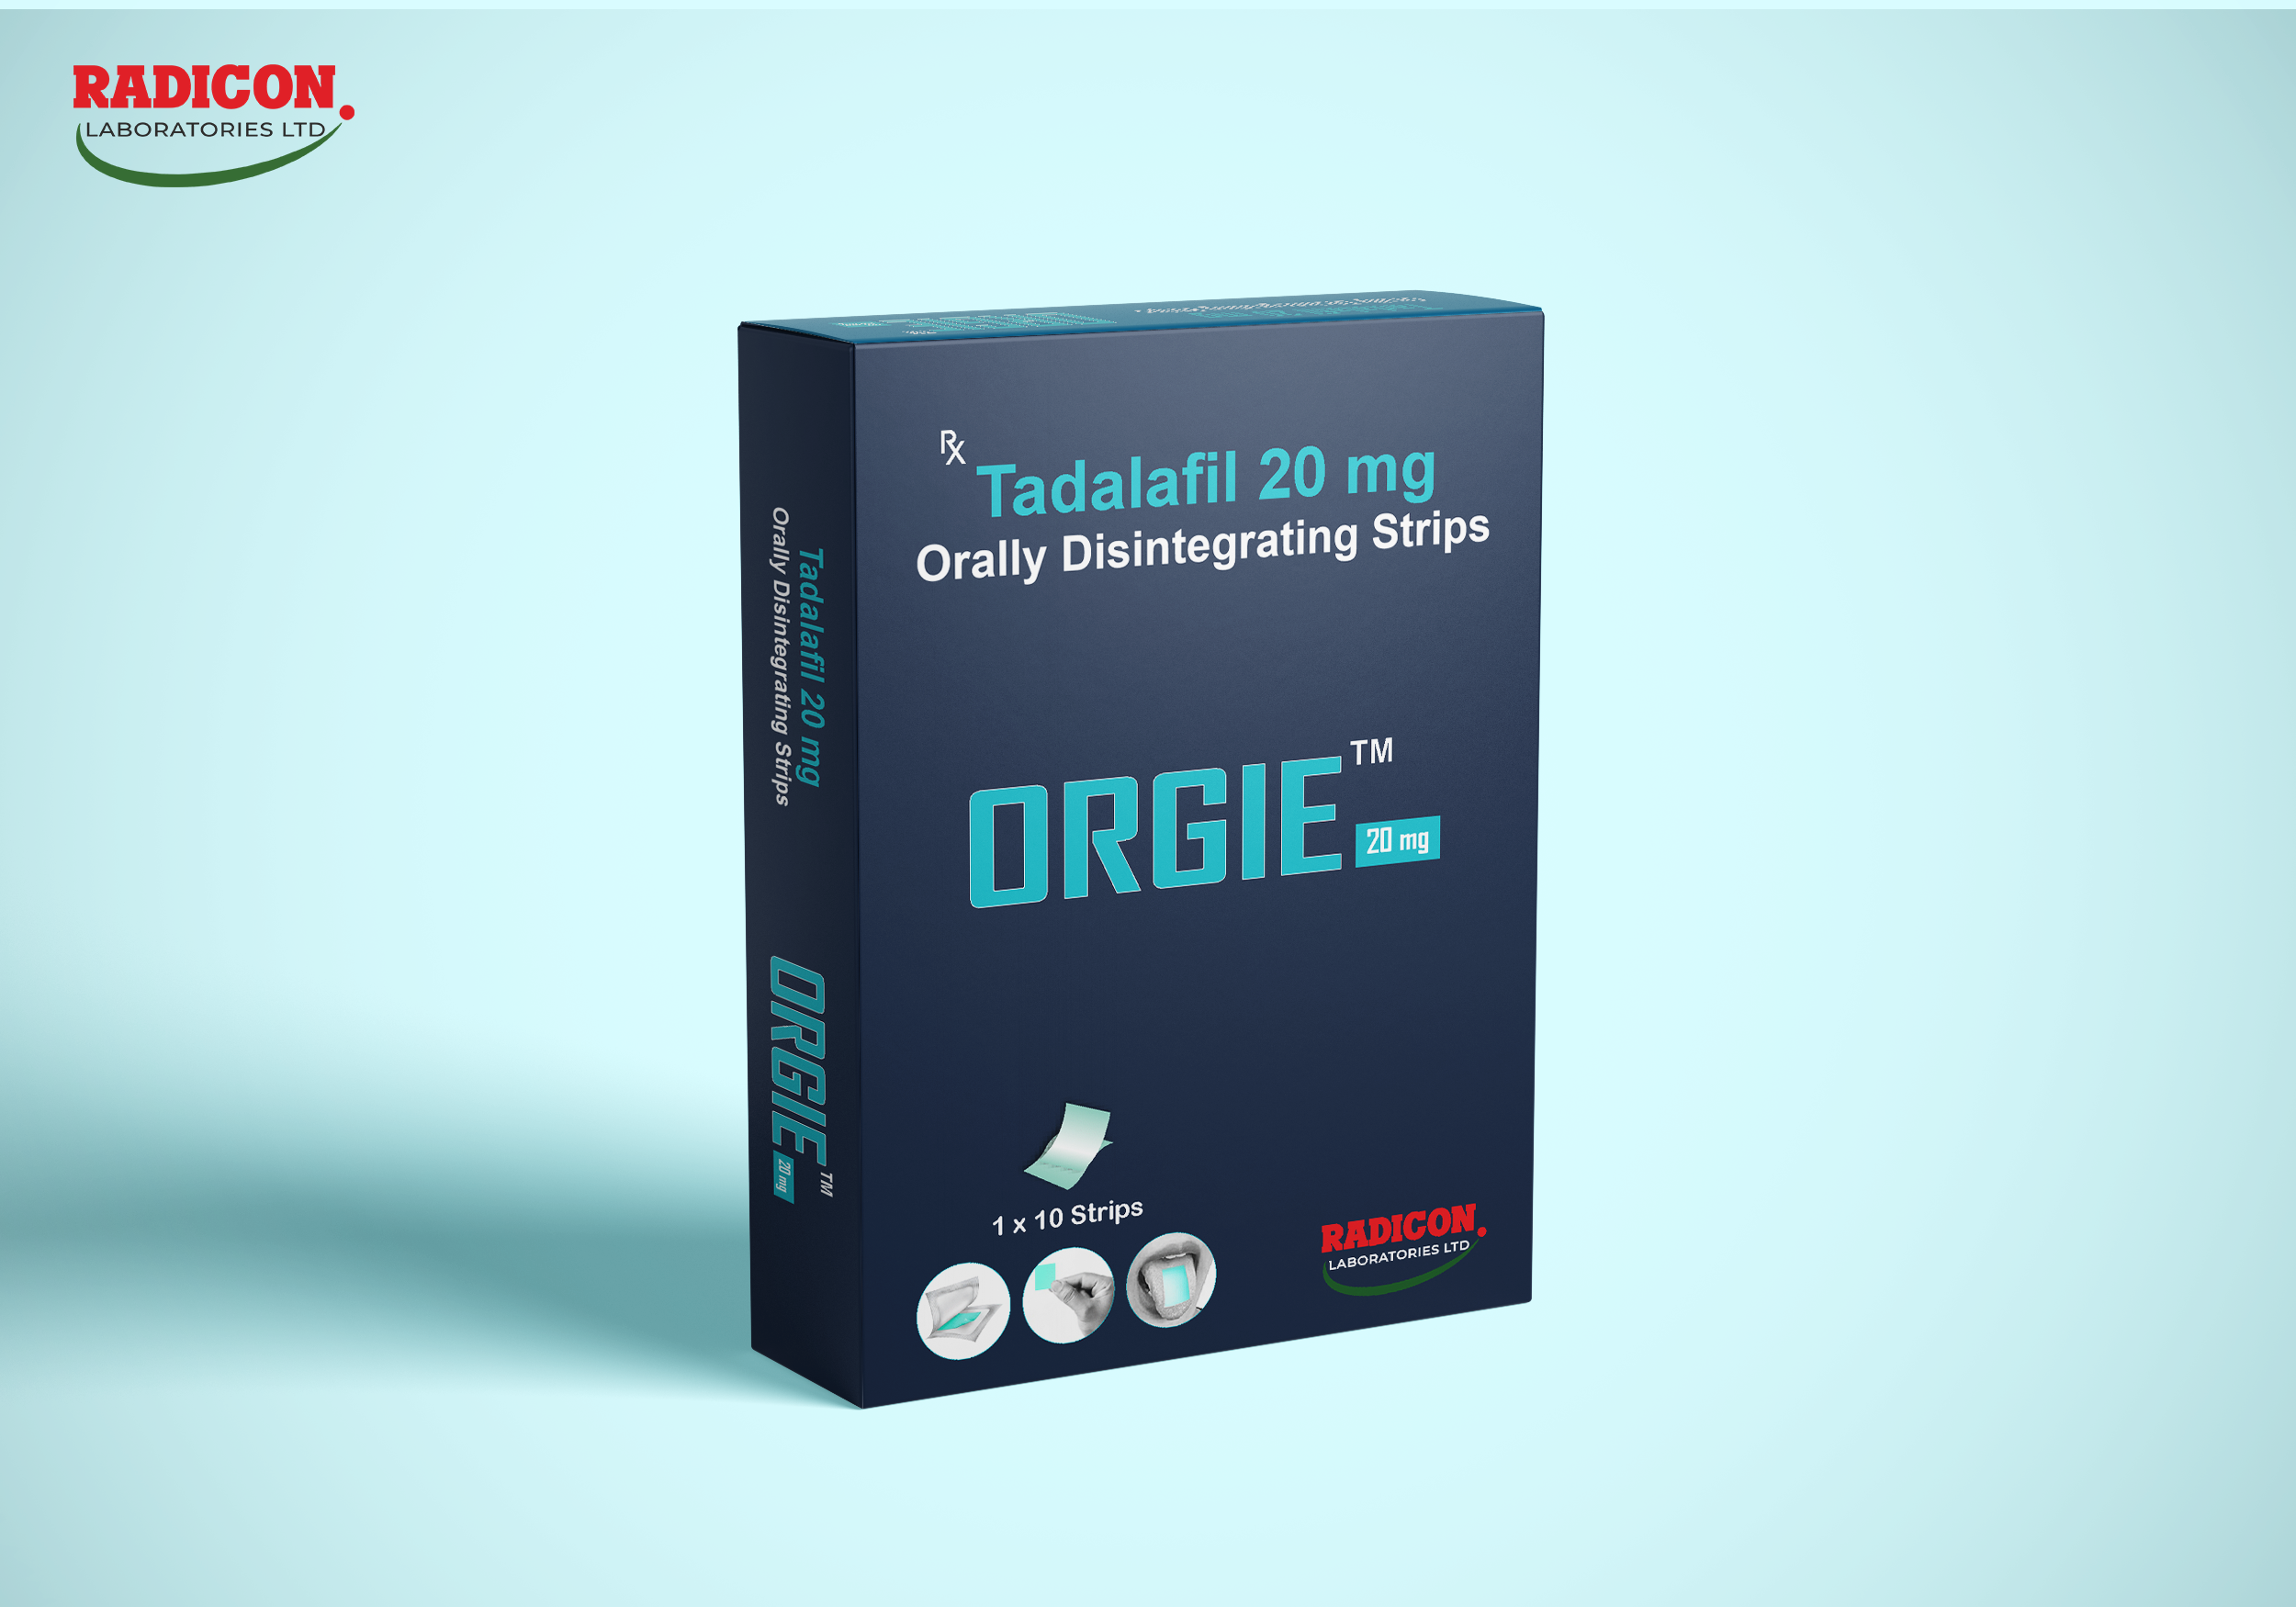 RADICON
LABORATORIES LTD
Rx
Tadalafil 20 mg
Orally Disintegrating Strips
ORGIE™
20 mg
1 x 10 Strips
RADICON
LABORATORIES LTD
Tadalafil 20 mg
Orally Disintegrating Strips
ORGIE™
20 mg